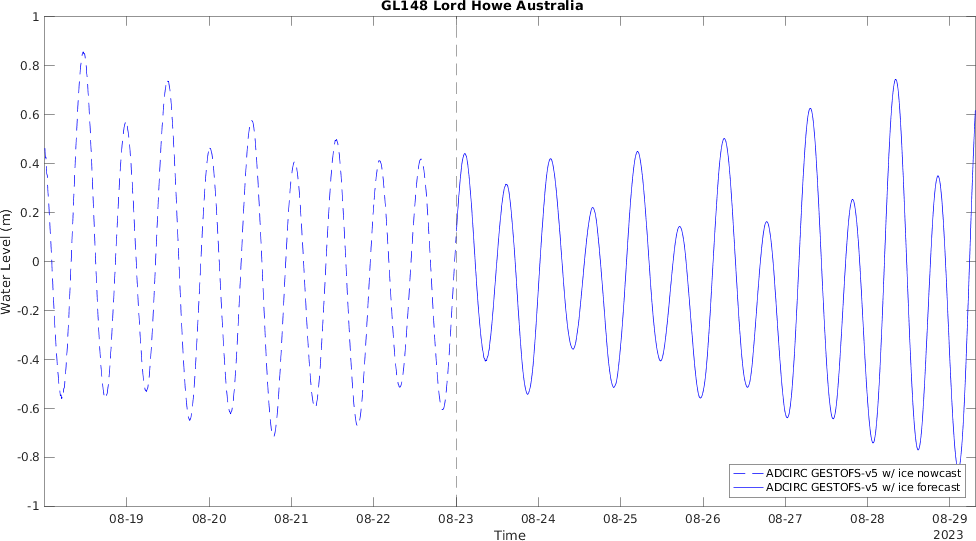 GL148 Lord Howe Australia
1
0.8
0.6
0.4
0.2
0
-0.2
-0.4
-0.6
-0.8
-1
Water Level (m)
ADCIRC GESTOFS-v5 w/ ice nowcast
ADCIRC GESTOFS-v5 w/ ice forecast
08-19 08-20 08-21 08-22 08-23 08-24 08-25 08-26 08-27 08-28 08-29
2023
Time